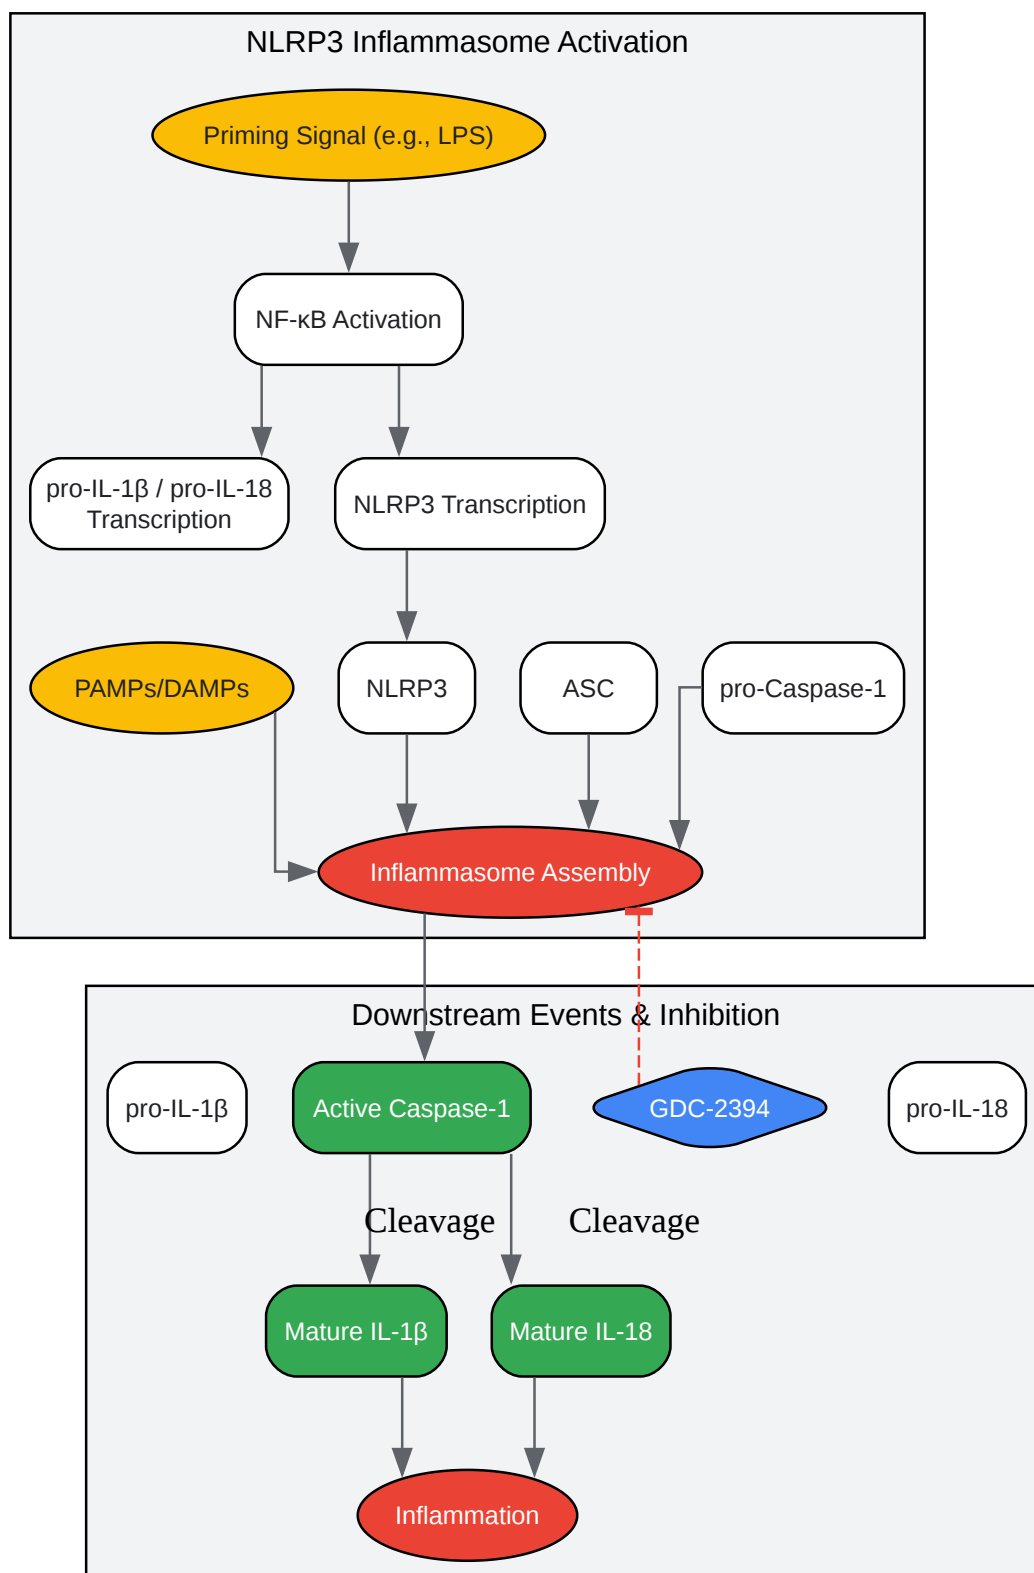 NLRP3 Inflammasome Activation
Priming Signal (e.g., LPS)
NF-κB Activation
pro-IL-1β / pro-IL-18
Transcription
NLRP3 Transcription
PAMPs/DAMPs
NLRP3
ASC
pro-Caspase-1
Inflammasome Assembly
Downstream Events & Inhibition
pro-IL-1β
Active Caspase-1
GDC-2394
pro-IL-18
Cleavage
Cleavage
Mature IL-1β
Mature IL-18
Inflammation